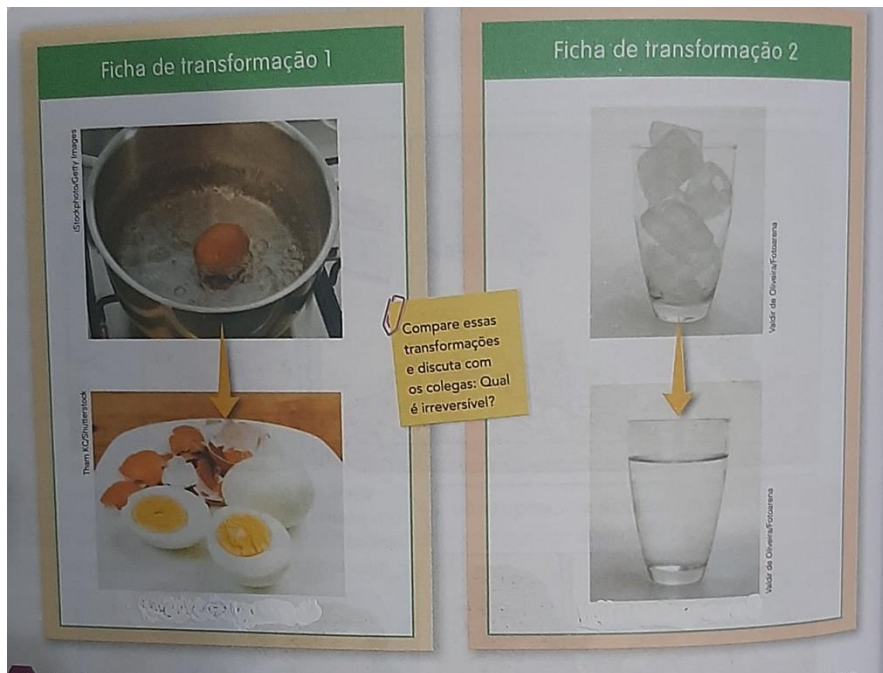 Ficha de transformação 1
iStockphoto/Getty Images
Tham KC/Shutterstock
Compare essas
transformações
e discuta com
os colegas: Qual
é irreversível?
Ficha de transformação 2
Valdir de Oliveira/Fotoarena
Valdir de Oliveira/Fotoarena